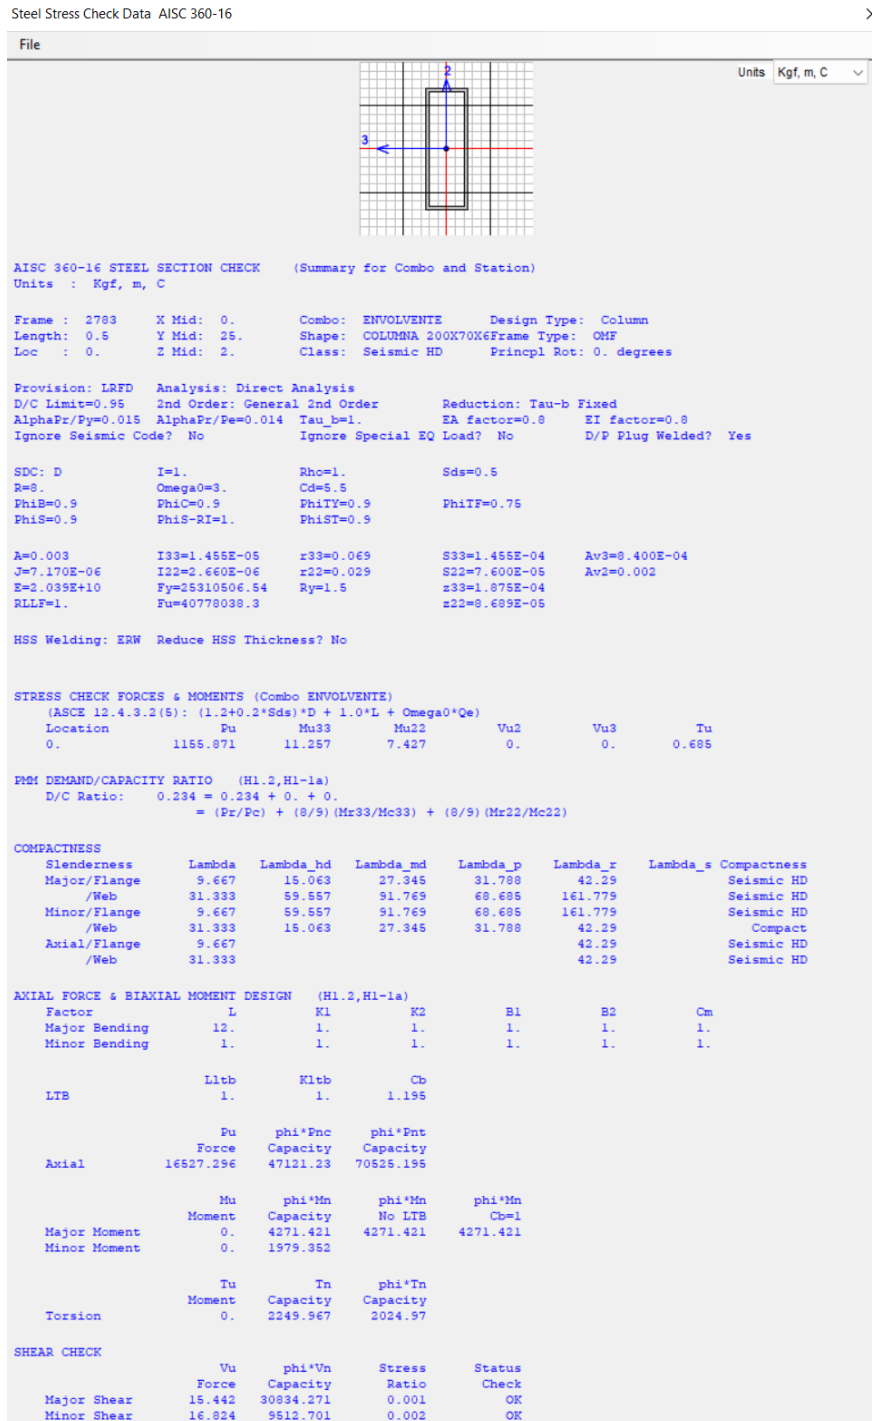 Steel Stress Check Data AISC 360-16
File
Units Kgf, m, C
2
3
AISC 360-16 STEEL SECTION CHECK (Summary for Combo and Station)
Units : Kgf, m, C
Frame : 2783 X Mid: 0. Combo: ENVOLVENTE Design Type: Column
Length: 0.5 Y Mid: 25. Shape: COLUMNA 200X70X6Frame Type: OMF
Loc : 0. Z Mid: 2. Class: Seismic HD Princpl Rot: 0. degrees
Provision: LRFD Analysis: Direct Analysis
D/C Limit=0.95 2nd Order: General 2nd Order Reduction: Tau-b Fixed
AlphaPr/Py=0.015 AlphaPr/Pe=0.014 Tau_b=1. EA factor=0.8 EI factor=0.8
Ignore Seismic Code? No Ignore Special EQ Load? No D/P Plug Welded? Yes
SDC: D I=1. Rho=1. Sds=0.5
R=8. Omega0=3. Cd=5.5
PhiB=0.9 PhiC=0.9 PhiTY=0.9 PhiTF=0.75
PhiS=0.9 PhiS-RI=1. PhiST=0.9
A=0.003 I33=1.455E-05 r33=0.069 S33=1.455E-04 Av3=8.400E-04
J=7.170E-06 I22=2.660E-06 r22=0.029 S22=7.600E-05 Av2=0.002
E=2.039E+10 Fy=25310506.54 Ry=1.5 z33=1.875E-04
RLLF=1. Fu=40778038.3 z22=8.689E-05
HSS Welding: ERW Reduce HSS Thickness? No
STRESS CHECK FORCES & MOMENTS (Combo ENVOLVENTE)
(ASCE 12.4.3.2(5): (1.2+0.2*Sds)*D + 1.0*L + Omega0*Qe)
Location Pu Mu33 Mu22 Vu2 Vu3 Tu
0. 1155.871 11.257 7.427 0. 0. 0.685
PMM DEMAND/CAPACITY RATIO (H1.2,H1-1a)
D/C Ratio: 0.234 = 0.234 + 0. + 0.
= (Pr/Pc) + (8/9)(Mr33/Mc33) + (8/9)(Mr22/Mc22)
COMPACTNESS
Slenderness Lambda Lambda_hd Lambda_md Lambda_p Lambda_r Lambda_s Compactness
Major/Flange 9.667 15.063 27.345 31.788 42.29 Seismic HD
/Web 31.333 59.557 91.769 68.685 161.779 Seismic HD
Minor/Flange 9.667 59.557 91.769 68.685 161.779 Seismic HD
/Web 31.333 15.063 27.345 31.788 42.29 Compact
Axial/Flange 9.667 42.29 Seismic HD
/Web 31.333 42.29 Seismic HD
AXIAL FORCE & BIAXIAL MOMENT DESIGN (H1.2,H1-1a)
Factor L K1 K2 B1 B2 Cm
Major Bending 12. 1. 1. 1. 1. 1.
Minor Bending 1. 1. 1. 1. 1. 1.
Lltb Kltb Cb
LTB 1. 1. 1.195
Pu phi*Pnc phi*Pnt
Force Capacity Capacity
Axial 16527.296 47121.23 70525.195
Mu phi*Mn phi*Mn phi*Mn
Moment Capacity No LTB Cb=1
Major Moment 0. 4271.421 4271.421 4271.421
Minor Moment 0. 1979.352
Tu Tn phi*Tn
Moment Capacity Capacity
Torsion 0. 2249.967 2024.97
SHEAR CHECK
Vu phi*Vn Stress Status
Force Capacity Ratio Check
Major Shear 15.442 30834.271 0.001 OK
Minor Shear 16.824 9512.701 0.002 OK